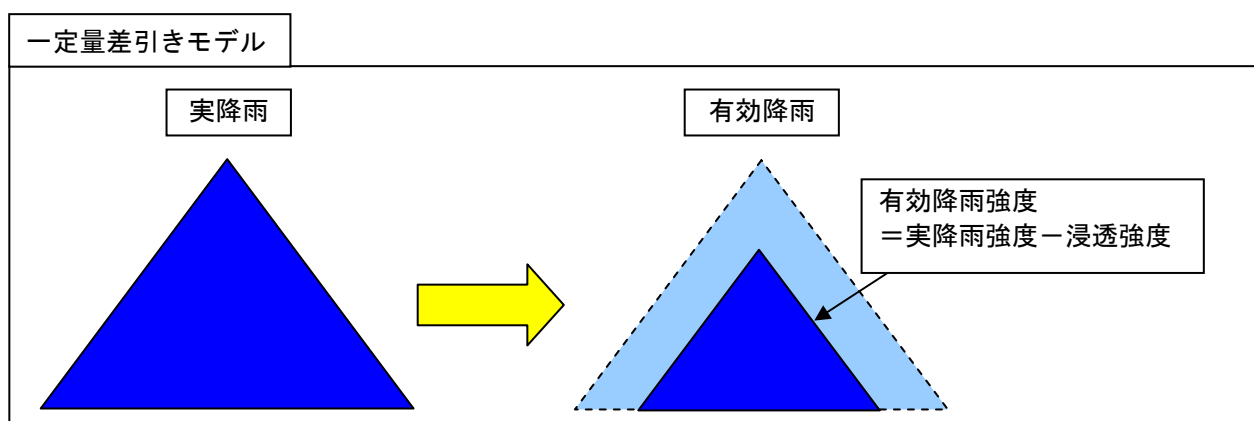 一定量差引きモデル
実降雨
有効降雨
有効降雨強度
＝実降雨強度－浸透強度